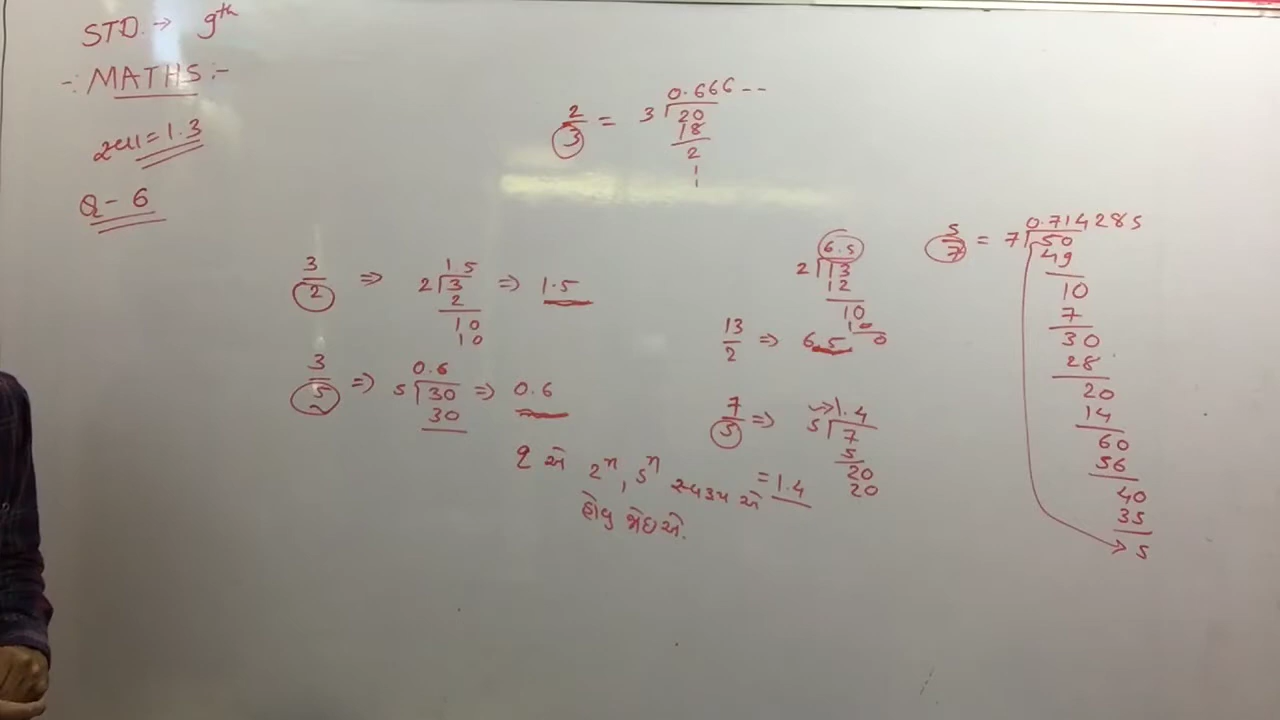 STD. → 9th
-: MATHS :-
સ્વા = 1.3
Q - 6
2/3 = 3 ) 20 ( 0.666 --
18
2
3/2 ⇒ 2 ) 3 ( 1.5 ⇒ 1.5
2
10
10
3/5 ⇒ 5 ) 30 ( 0.6 ⇒ 0.6
30
6.5
2 ) 13
12
10
10
0
13/2 ⇒ 6.5
7/5 ⇒ 5 ) 7 ( 1.4
5
20
20
= 1.4
q એ 2ⁿ, 5ⁿ સ્વરૂપ એ
હોવુ જોઇએ.
5/7 = 7 ) 50 ( 0.714285
49
10
7
30
28
20
14
60
56
40
35
5